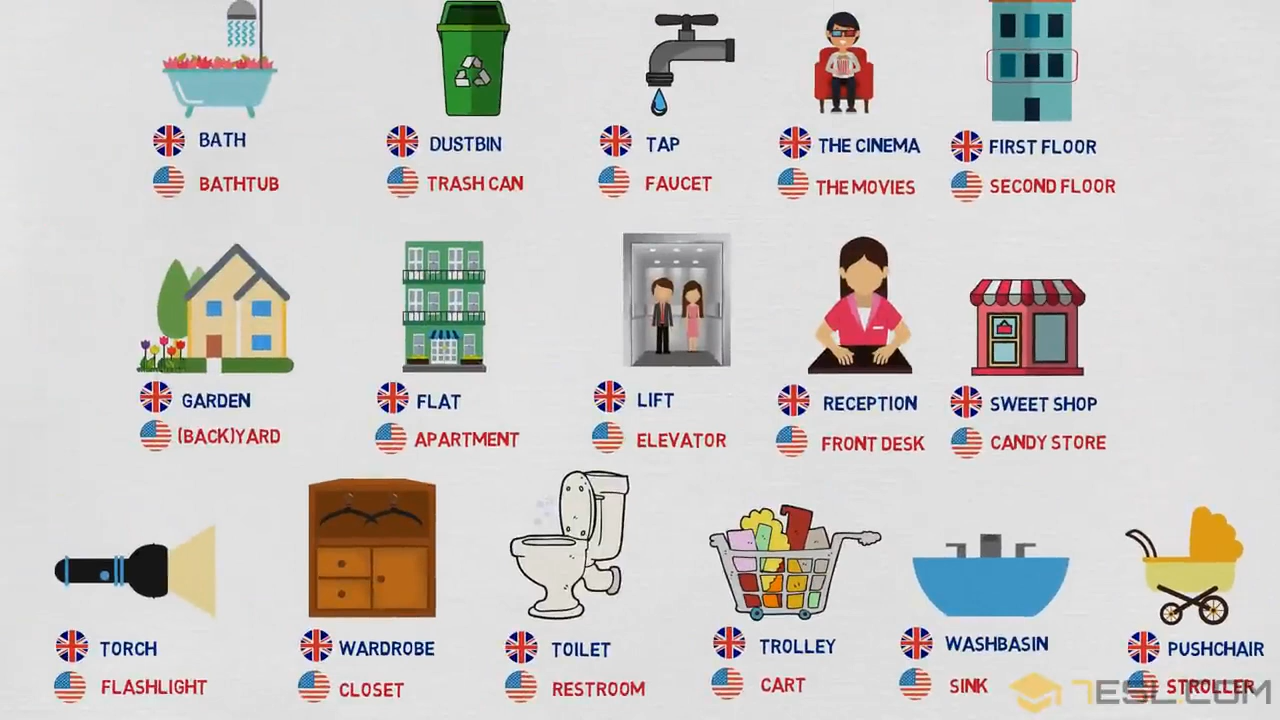 BATH
BATHTUB
DUSTBIN
TRASH CAN
TAP
FAUCET
THE CINEMA
THE MOVIES
FIRST FLOOR
SECOND FLOOR
GARDEN
(BACK)YARD
FLAT
APARTMENT
LIFT
ELEVATOR
RECEPTION
FRONT DESK
SWEET SHOP
CANDY STORE
TORCH
FLASHLIGHT
WARDROBE
CLOSET
TOILET
RESTROOM
TROLLEY
CART
WASHBASIN
SINK
PUSHCHAIR
STROLLER
7ESL.COM